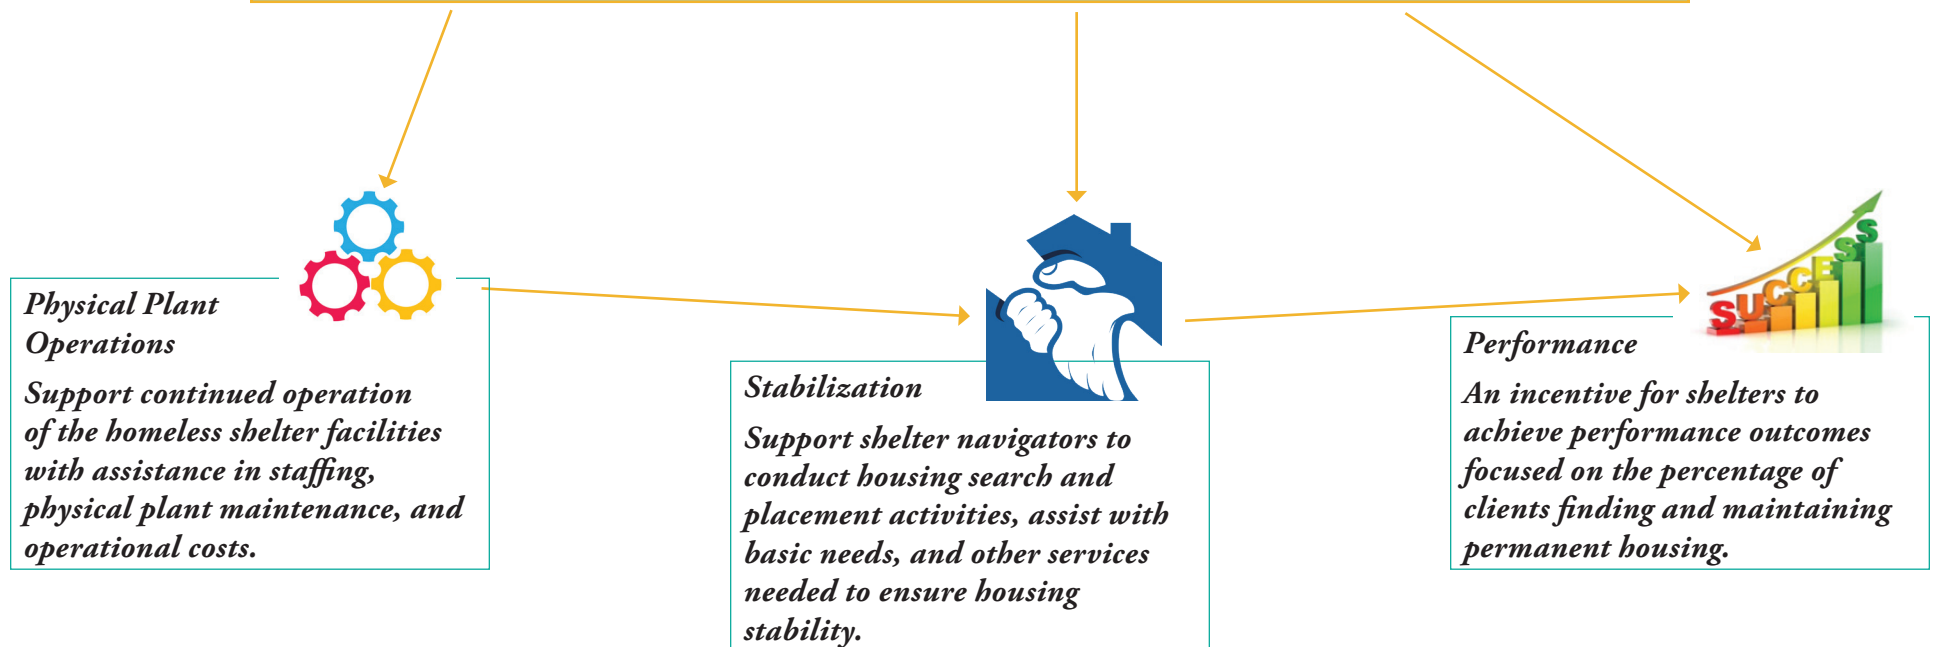 Physical Plant
Operations
Support continued operation
of the homeless shelter facilities
with assistance in staffing,
physical plant maintenance, and
operational costs.
Stabilization
Support shelter navigators to
conduct housing search and
placement activities, assist with
basic needs, and other services
needed to ensure housing
stability.
SUCCESS
Performance
An incentive for shelters to
achieve performance outcomes
focused on the percentage of
clients finding and maintaining
permanent housing.